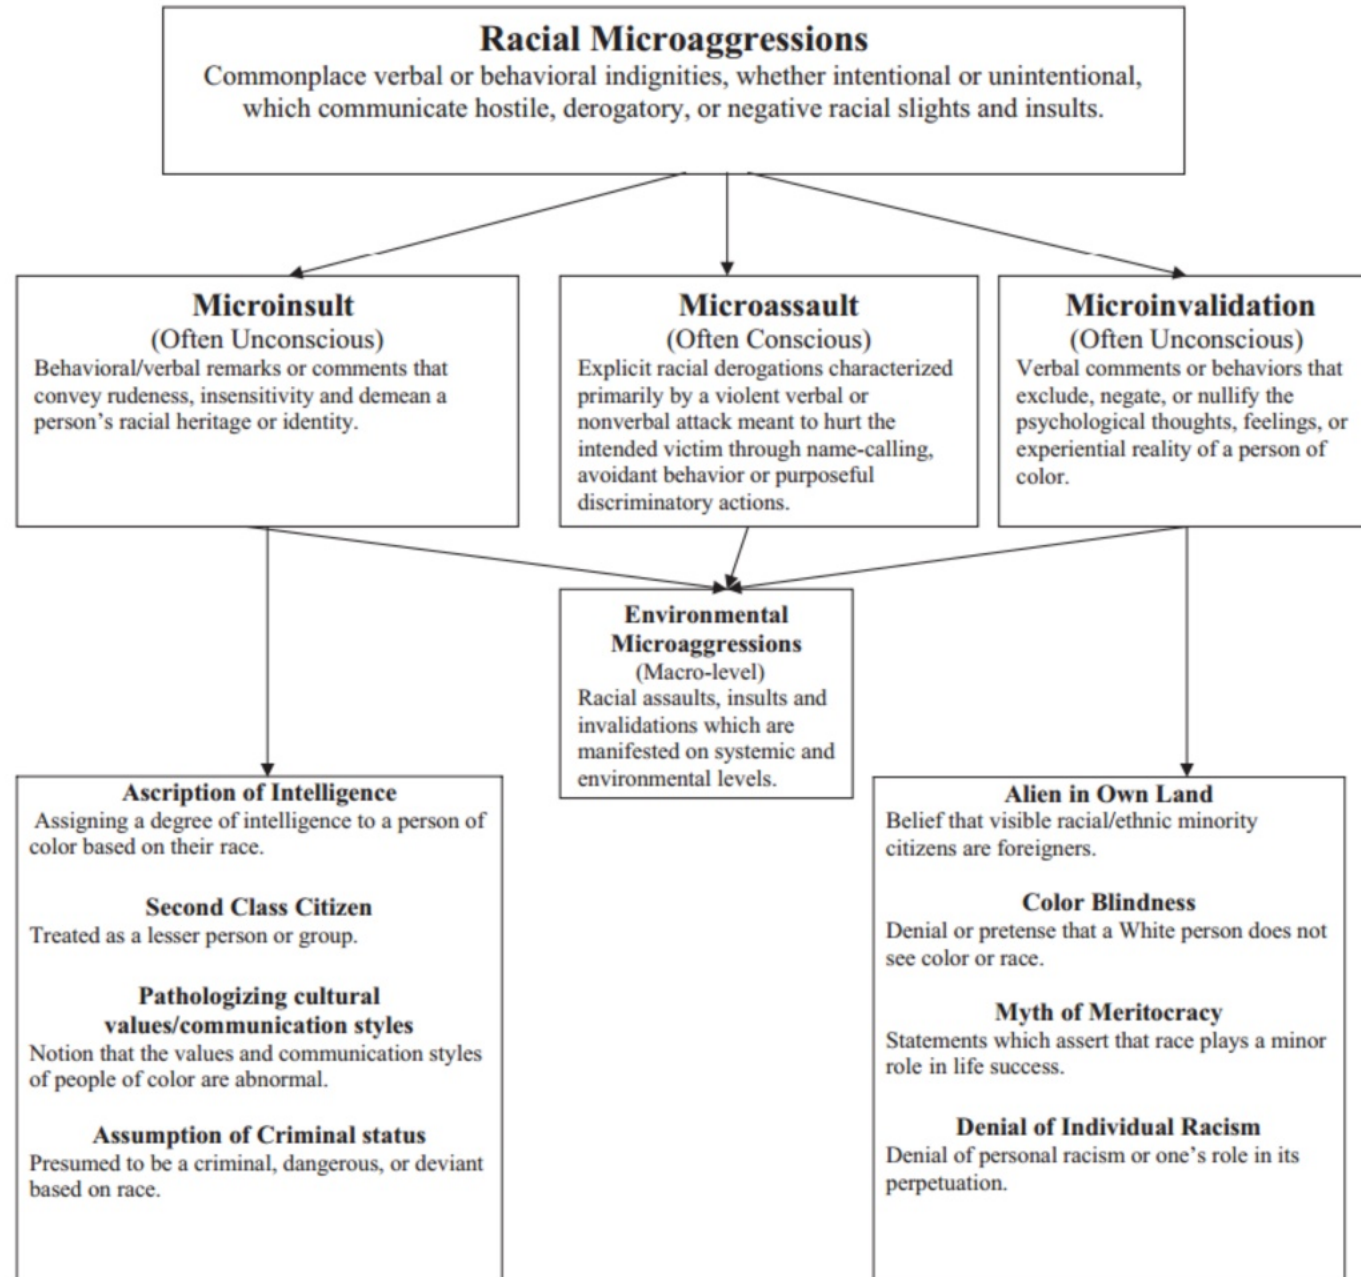 Racial Microaggressions
Commonplace verbal or behavioral indignities, whether intentional or unintentional,
which communicate hostile, derogatory, or negative racial slights and insults.
Microinsult
(Often Unconscious)
Behavioral/verbal remarks or comments that
convey rudeness, insensitivity and demean a
person's racial heritage or identity.
Microassault
(Often Conscious)
Explicit racial derogations characterized
primarily by a violent verbal or
nonverbal attack meant to hurt the
intended victim through name-calling,
avoidant behavior or purposeful
discriminatory actions.
Microinvalidation
(Often Unconscious)
Verbal comments or behaviors that
exclude, negate, or nullify the
psychological thoughts, feelings, or
experiential reality of a person of
color.
Environmental
Microaggressions
(Macro-level)
Racial assaults, insults and
invalidations which are
manifested on systemic and
environmental levels.
Ascription of Intelligence
Assigning a degree of intelligence to a person of
color based on their race.
Second Class Citizen
Treated as a lesser person or group.
Pathologizing cultural
values/communication styles
Notion that the values and communication styles
of people of color are abnormal.
Assumption of Criminal status
Presumed to be a criminal, dangerous, or deviant
based on race.
Alien in Own Land
Belief that visible racial/ethnic minority
citizens are foreigners.
Color Blindness
Denial or pretense that a White person does not
see color or race.
Myth of Meritocracy
Statements which assert that race plays a minor
role in life success.
Denial of Individual Racism
Denial of personal racism or one's role in its
perpetuation.